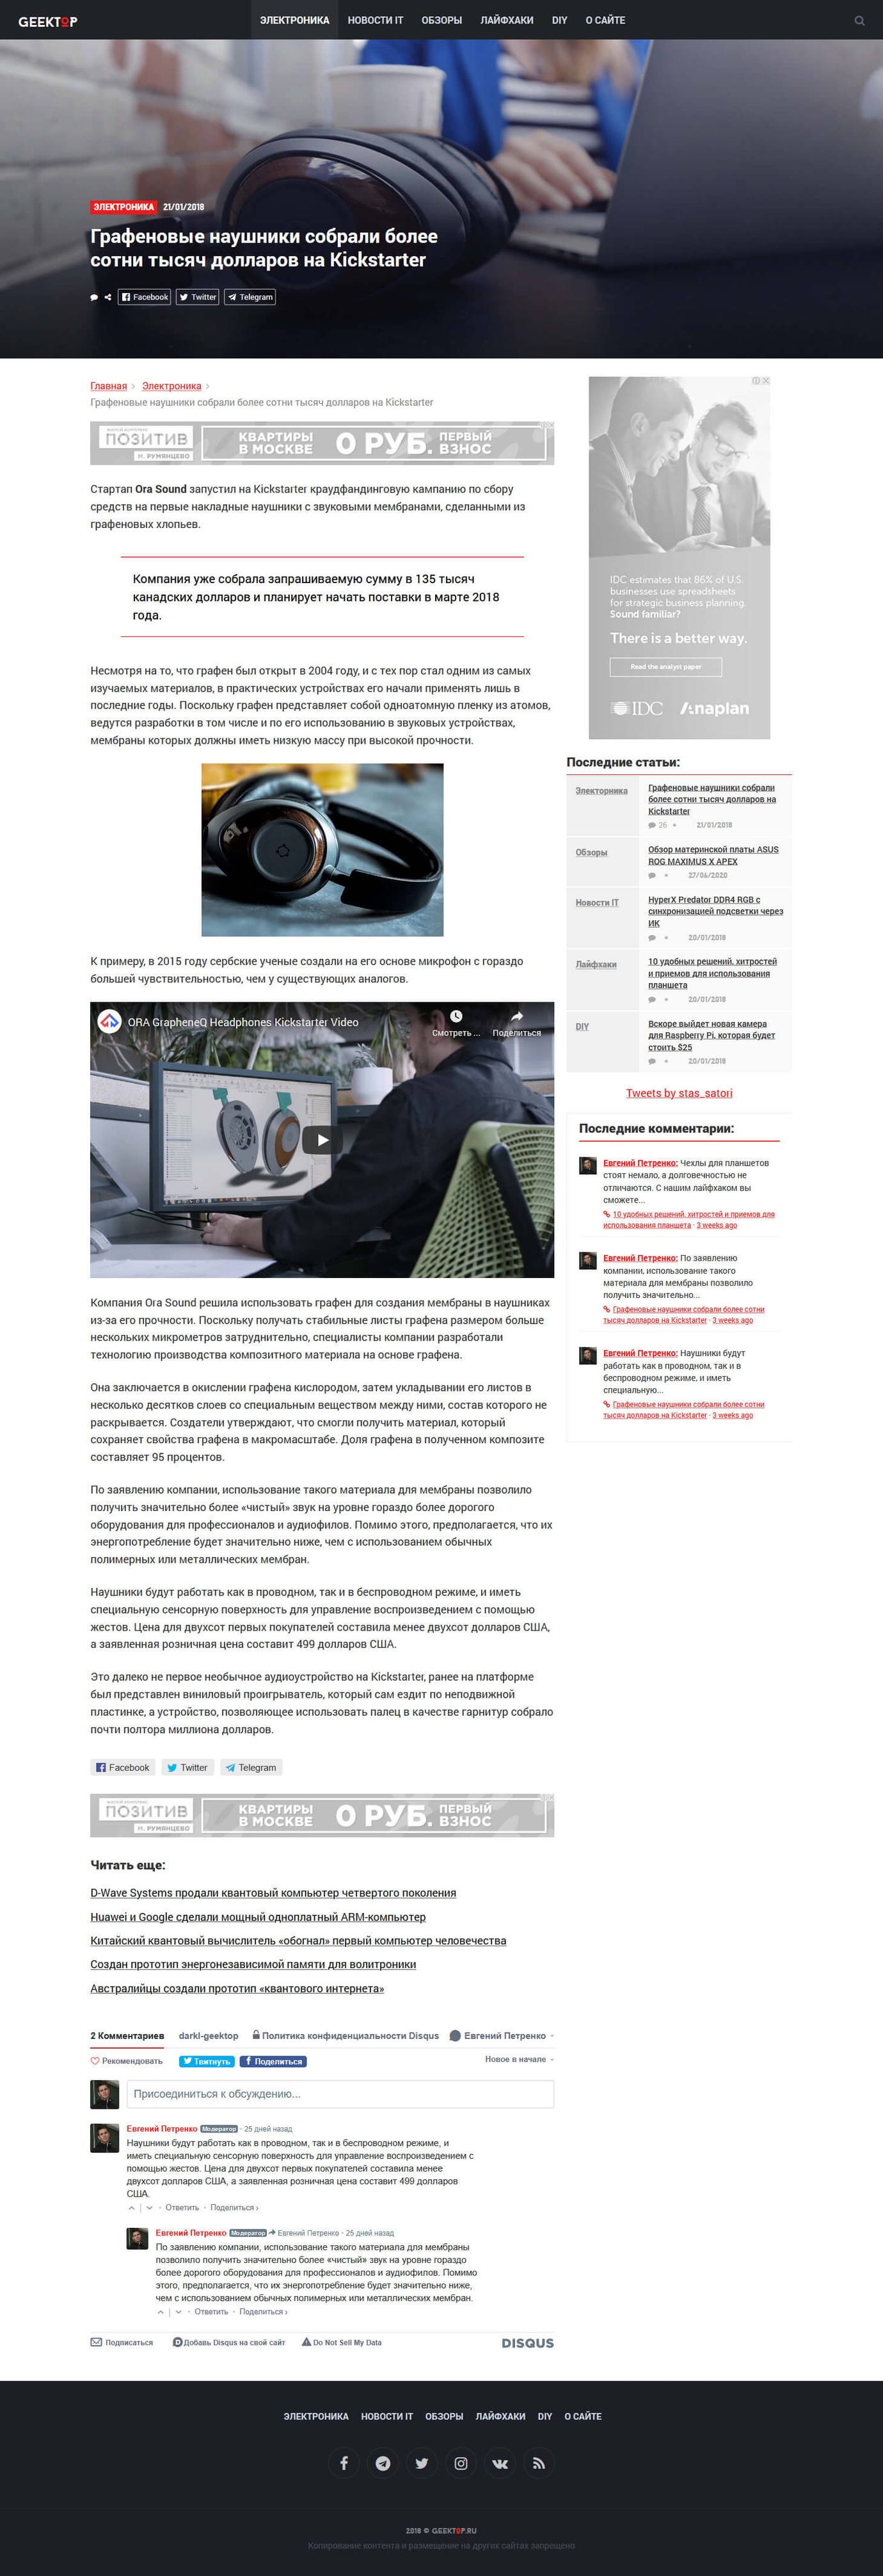 GEEKTOP
ЭЛЕКТРОНИКА НОВОСТИ IT ОБЗОРЫ ЛАЙФХАКИ DIY О САЙТЕ
ЭЛЕКТРОНИКА 21/01/2018
Графеновые наушники собрали более
сотни тысяч долларов на Kickstarter
Facebook Twitter Telegram
Главная Электроника
Графеновые наушники собрали более сотни тысяч долларов на Kickstarter
ЖИЛОЙ КОМПЛЕКС
ПОЗИТИВ
М. РУМЯНЦЕВО
КВАРТИРЫ
В МОСКВЕ
0 РУБ.
ПЕРВЫЙ
ВЗНОС
Стартап Ora Sound запустил на Kickstarter краудфандинговую кампанию по сбору
средств на первые накладные наушники с звуковыми мембранами, сделанными из
графеновых хлопьев.
Компания уже собрала запрашиваемую сумму в 135 тысяч
канадских долларов и планирует начать поставки в марте 2018
года.
Несмотря на то, что графен был открыт в 2004 году, и с тех пор стал одним из самых
изучаемых материалов, в практических устройствах его начали применять лишь в
последние годы. Поскольку графен представляет собой одноатомную пленку из атомов,
ведутся разработки в том числе и по его использованию в звуковых устройствах,
мембраны которых должны иметь низкую массу при высокой прочности.
К примеру, в 2015 году сербские ученые создали на его основе микрофон с гораздо
большей чувствительностью, чем у существующих аналогов.
ORA GrapheneQ Headphones Kickstarter Video
Смотреть ... Поделиться
Компания Ora Sound решила использовать графен для создания мембраны в наушниках
из-за его прочности. Поскольку получать стабильные листы графена размером больше
нескольких микрометров затруднительно, специалисты компании разработали
технологию производства композитного материала на основе графена.
Она заключается в окислении графена кислородом, затем укладывании его листов в
несколько десятков слоев со специальным веществом между, состав которого не
раскрывается. Создатели утверждают, что смогли получить материал, который
сохраняет свойства графена в макромасштабе. Доля графена в полученном композите
составляет 95 процентов.
По заявлению компании, использование такого материала для мембраны позволило
получить значительно более «чистый» звук на уровне гораздо более дорогого
оборудования для профессионалов и аудиофилов. Помимо этого, предполагается, что их
энергопотребление будет значительно ниже, чем с использованием обычных
полимерных или металлических мембран.
Наушники будут работать как в проводном, так и в беспроводном режиме, и иметь
специальную сенсорную поверхность для управление воспроизведением с помощью
жестов. Цена для двухсот первых покупателей составила менее двухсот долларов США,
а заявленная розничная цена составит 499 долларов США.
Это далеко не первое необычное аудиоустройство на Kickstarter, ранее на платформе
был представлен виниловый проигрыватель, который сам ездит по неподвижной
пластинке, а устройство, позволяющее использовать палец в качестве гарнитур собрало
почти полтора миллиона долларов.
Facebook Twitter Telegram
ЖИЛОЙ КОМПЛЕКС
ПОЗИТИВ
М. РУМЯНЦЕВО
КВАРТИРЫ
В МОСКВЕ
0 РУБ.
ПЕРВЫЙ
ВЗНОС
Читать еще:
D-Wave Systems продали квантовый компьютер четвертого поколения
Huawei и Google сделали мощный одноплатный ARM-компьютер
Китайский квантовый вычислитель «обогнал» первый компьютер человечества
Создан прототип энергонезависимой памяти для волитроники
Австралийцы создали прототип «квантового интернета»
2 Комментариев darkl-geektop Политика конфиденциальности Disqus Евгений Петренко
Рекомендовать Твитнуть Поделиться Новое в начале
Присоединиться к обсуждению...
Евгений Петренко Модератор • 25 дней назад
Наушники будут работать как в проводном, так и в беспроводном режиме, и
иметь специальную сенсорную поверхность для управление воспроизведением с
помощью жестов. Цена для двухсот первых покупателей составила менее
двухсот долларов США, а заявленная розничная цена составит 499 долларов
США.
• Ответить • Поделиться ›
Евгений Петренко Модератор Евгений Петренко • 25 дней назад
По заявлению компании, использование такого материала для мембраны
позволило получить значительно более «чистый» звук на уровне гораздо
более дорогого оборудования для профессионалов и аудиофилов. Помимо
этого, предполагается, что их энергопотребление будет значительно ниже,
чем с использованием обычных полимерных или металлических мембран.
• Ответить • Поделиться ›
Подписаться Добавь Disqus на свой сайт Do Not Sell My Data DISQUS
IDC estimates that 86% of U.S.
businesses use spreadsheets
for strategic business planning.
Sound familiar?
There is a better way.
Read the analyst paper
IDC Anaplan
Последние статьи:
Электорника
Графеновые наушники собрали
более сотни тысяч долларов на
Kickstarter
26 • 21/01/2018
Обзоры
Обзор материнской платы ASUS
ROG MAXIMUS X APEX
• 27/06/2020
Новости IT
HyperX Predator DDR4 RGB с
синхронизацией подсветки через
ИК
• 20/01/2018
Лайфхаки
10 удобных решений, хитростей
и приемов для использования
планшета
• 20/01/2018
DIY
Вскоре выйдет новая камера
для Raspberry Pi, которая будет
стоить $25
• 20/01/2018
Tweets by stas_satori
Последние комментарии:
Евгений Петренко: Чехлы для планшетов
стоят немало, а долговечностью не
отличаются. С нашим лайфхаком вы
сможете...
10 удобных решений, хитростей и приемов для
использования планшета · 3 weeks ago
Евгений Петренко: По заявлению
компании, использование такого
материала для мембраны позволило
получить значительно...
Графеновые наушники собрали более сотни
тысяч долларов на Kickstarter · 3 weeks ago
Евгений Петренко: Наушники будут
работать как в проводном, так и в
беспроводном режиме, и иметь
специальную...
Графеновые наушники собрали более сотни
тысяч долларов на Kickstarter · 3 weeks ago
ЭЛЕКТРОНИКА НОВОСТИ IT ОБЗОРЫ ЛАЙФХАКИ DIY О САЙТЕ
2018 © GEEKTOP.RU
Копирование контента и размещение на других сайтах запрещено